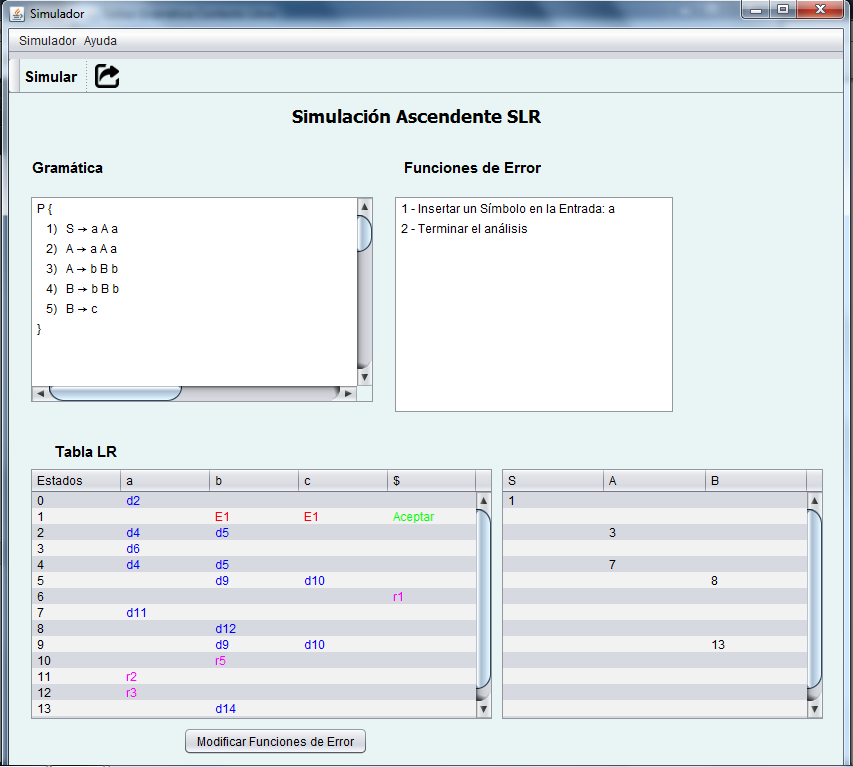 Simulador
Simulador Ayuda
Simular
Simulación Ascendente SLR
Gramática
P {
1) S → a A a
2) A → a A a
3) A → b B b
4) B → b B b
5) B → c
}
Funciones de Error
1 - Insertar un Símbolo en la Entrada: a
2 - Terminar el análisis
Tabla LR
Estados a b c $ S A B
0 d2 1
1 E1 E1 Aceptar
2 d4 d5 3
3 d6
4 d4 d5 7
5 d9 d10 8
6 r1
7 d11
8 d12
9 d9 d10 13
10 r5
11 r2
12 r3
13 d14
Modificar Funciones de Error